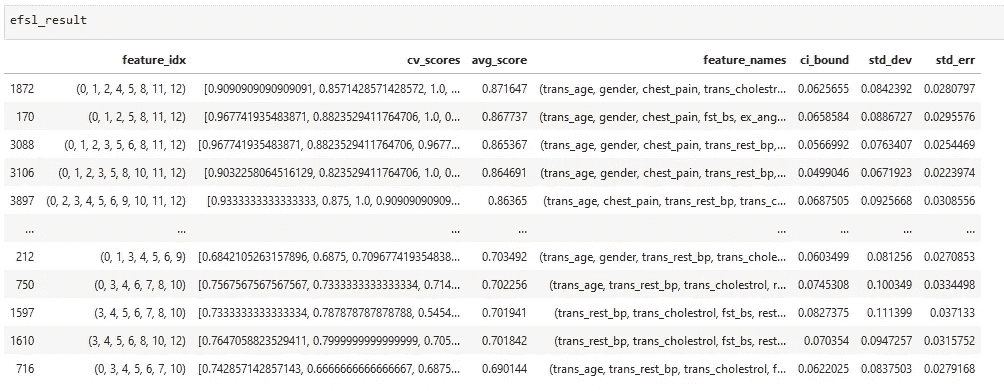 efsl_result
feature_idx cv_scores avg_score feature_names ci_bound std_dev std_err
1872 (0, 1, 2, 4, 5, 8, 11, 12) [0.9090909090909091, 0.8571428571428572, 1.0, ... 0.871647 (trans_age, gender, chest_pain, trans_cholestr... 0.0625655 0.0842392 0.0280797
170 (0, 1, 2, 5, 8, 11, 12) [0.967741935483871, 0.8823529411764706, 1.0, 0... 0.867737 (trans_age, gender, chest_pain, fst_bs, ex_ang... 0.0658584 0.0886727 0.0295576
3088 (0, 1, 2, 3, 5, 6, 8, 11, 12) [0.967741935483871, 0.8823529411764706, 0.9677... 0.865367 (trans_age, gender, chest_pain, trans_rest_bp,... 0.0566992 0.0763407 0.0254469
3106 (0, 1, 2, 3, 5, 8, 10, 11, 12) [0.9032258064516129, 0.823529411764706, 1.0, 0... 0.864691 (trans_age, gender, chest_pain, trans_rest_bp,... 0.0499046 0.0671923 0.0223974
3897 (0, 2, 3, 4, 5, 6, 9, 10, 11, 12) [0.9333333333333333, 0.875, 1.0, 0.90909090909... 0.86365 (trans_age, chest_pain, trans_rest_bp, trans_c... 0.0687505 0.0925668 0.0308556
... ... ... ... ... ... ... ...
212 (0, 1, 3, 4, 5, 6, 9) [0.6842105263157896, 0.6875, 0.709677419354838... 0.703492 (trans_age, gender, trans_rest_bp, trans_chole... 0.0603499 0.081256 0.0270853
750 (0, 3, 4, 6, 7, 8, 10) [0.7567567567567567, 0.7333333333333334, 0.714... 0.702256 (trans_age, trans_rest_bp, trans_cholestrol, r... 0.0745308 0.100349 0.0334498
1597 (3, 4, 5, 6, 7, 8, 10) [0.7333333333333334, 0.787878787878788, 0.5454... 0.701941 (trans_rest_bp, trans_cholestrol, fst_bs, rest... 0.0827375 0.111399 0.037133
1610 (3, 4, 5, 6, 8, 10, 12) [0.7647058823529411, 0.7999999999999999, 0.705... 0.701842 (trans_rest_bp, trans_cholestrol, fst_bs, rest... 0.070354 0.0947257 0.0315752
716 (0, 3, 4, 5, 6, 7, 10) [0.742857142857143, 0.6666666666666667, 0.6875... 0.690144 (trans_age, trans_rest_bp, trans_cholestrol, f... 0.0622025 0.0837503 0.0279168